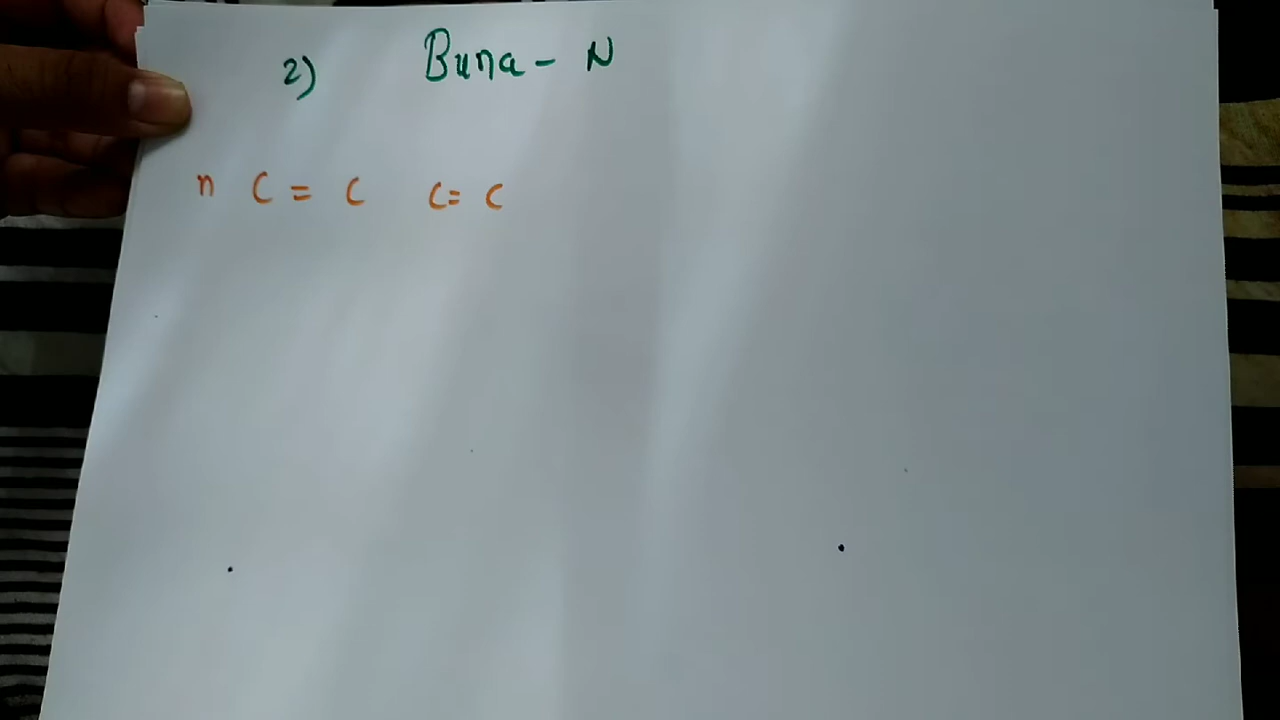 2) Buna - N
n C = C C = C